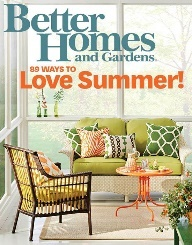 Better
Homes
and Gardens
89 WAYS TO
Love Summer!